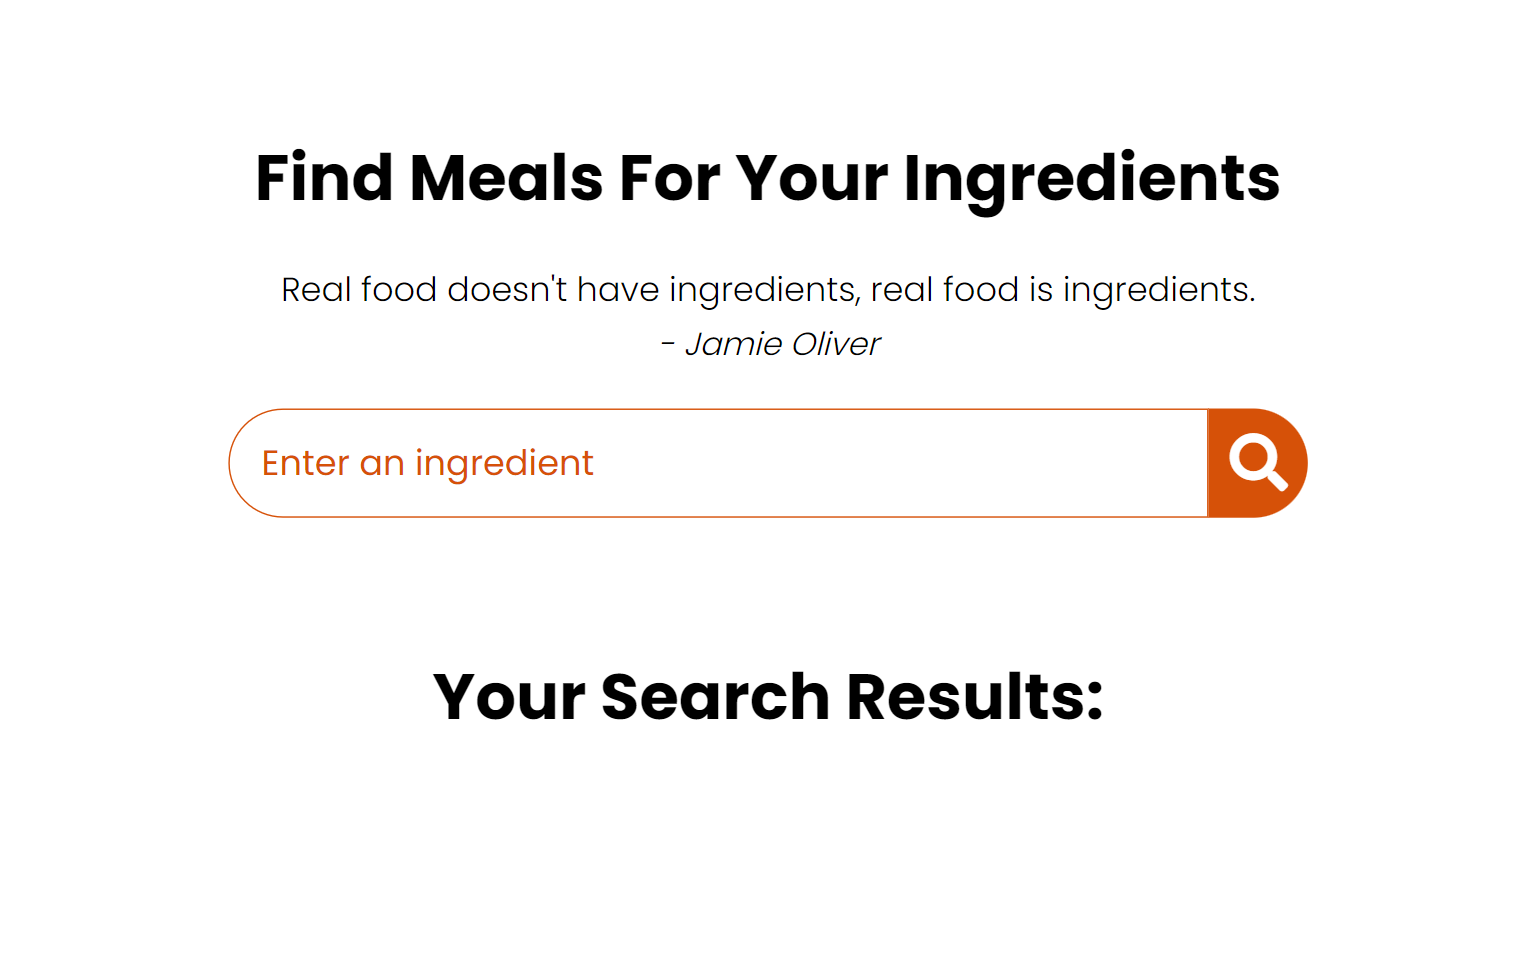 Find Meals For Your Ingredients
Real food doesn't have ingredients, real food is ingredients.
- Jamie Oliver
Enter an ingredient
Your Search Results: